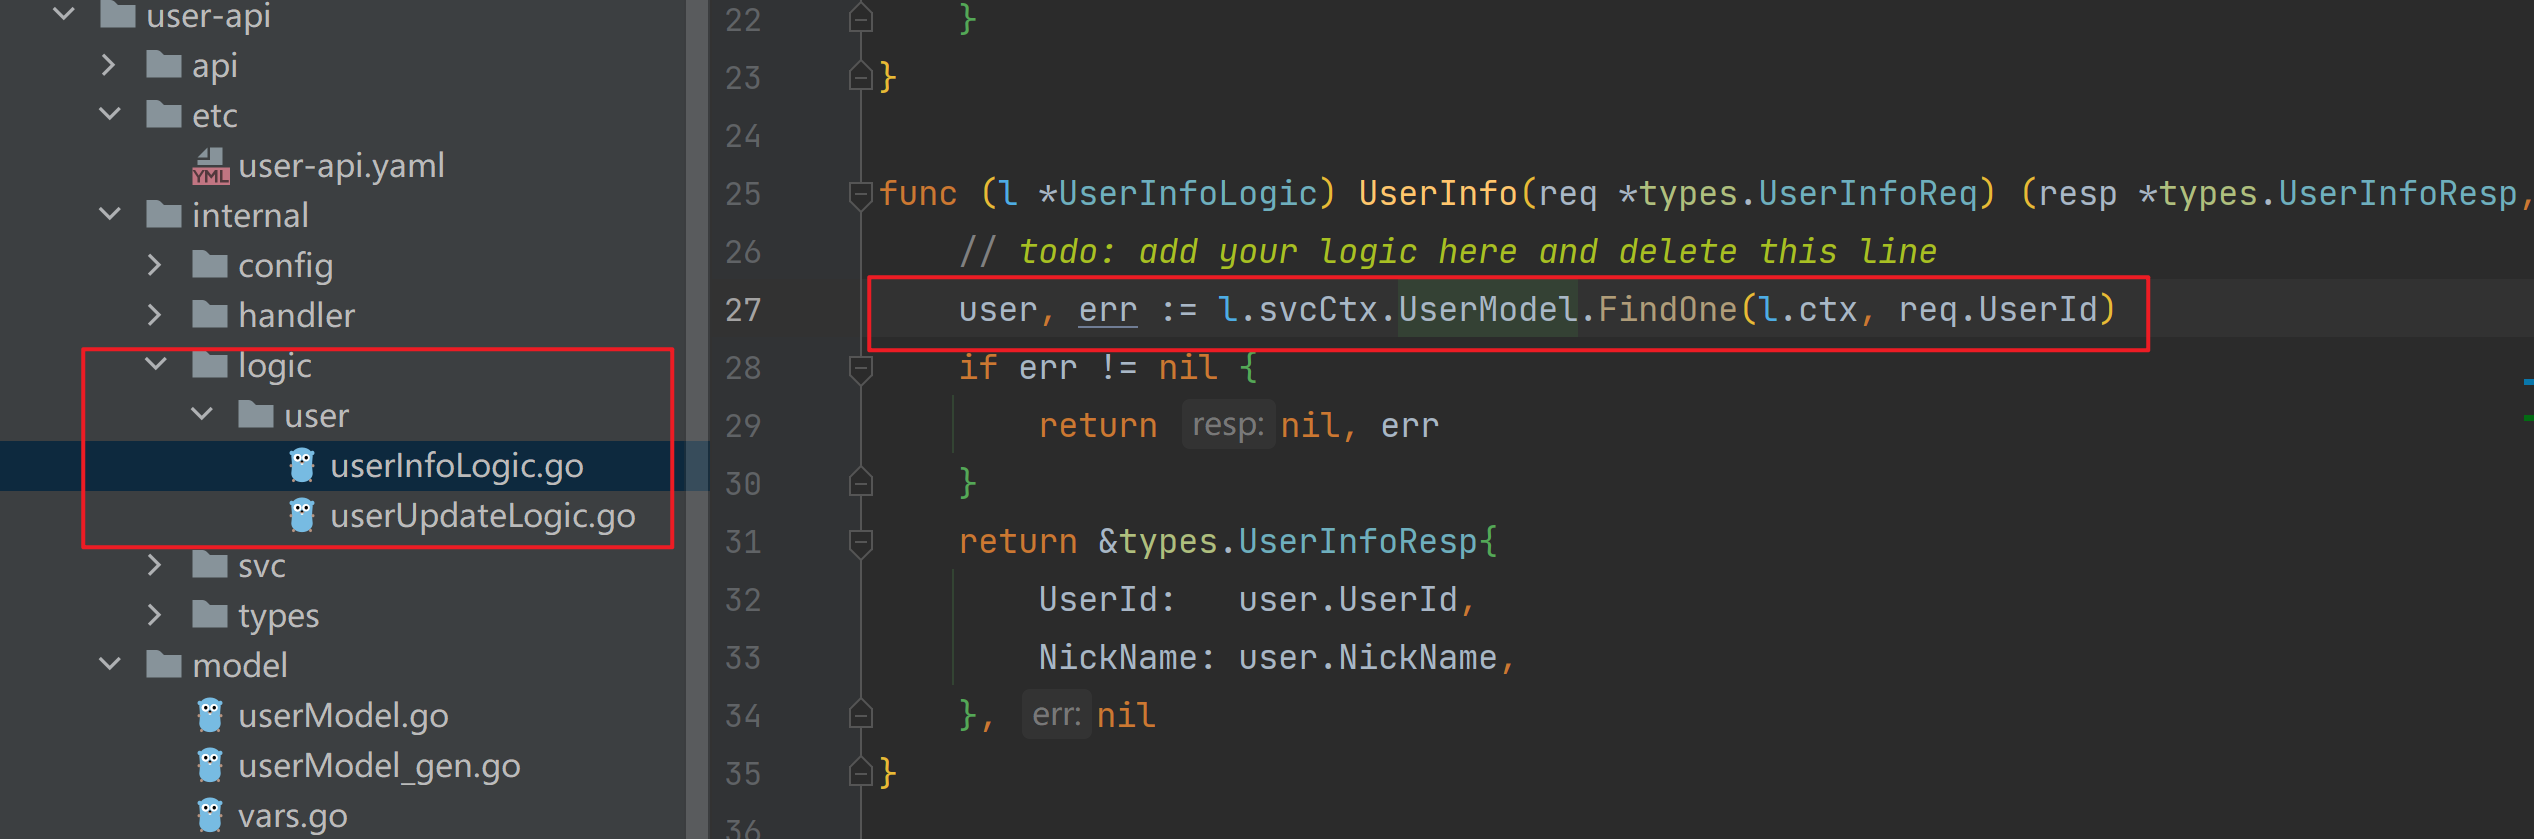 user-api
api
etc
YML user-api.yaml
internal
config
handler
logic
user
userInfoLogic.go
userUpdateLogic.go
svc
types
model
userModel.go
userModel_gen.go
vars.go
22 }
23 }
24
25 func (l *UserInfoLogic) UserInfo(req *types.UserInfoReq) (resp *types.UserInfoResp,
26 // todo: add your logic here and delete this line
27 user, err := l.svcCtx.UserModel.FindOne(l.ctx, req.UserId)
28 if err != nil {
29 return resp: nil, err
30 }
31 return &types.UserInfoResp{
32 UserId: user.UserId,
33 NickName: user.NickName,
34 }, err: nil
35 }
36